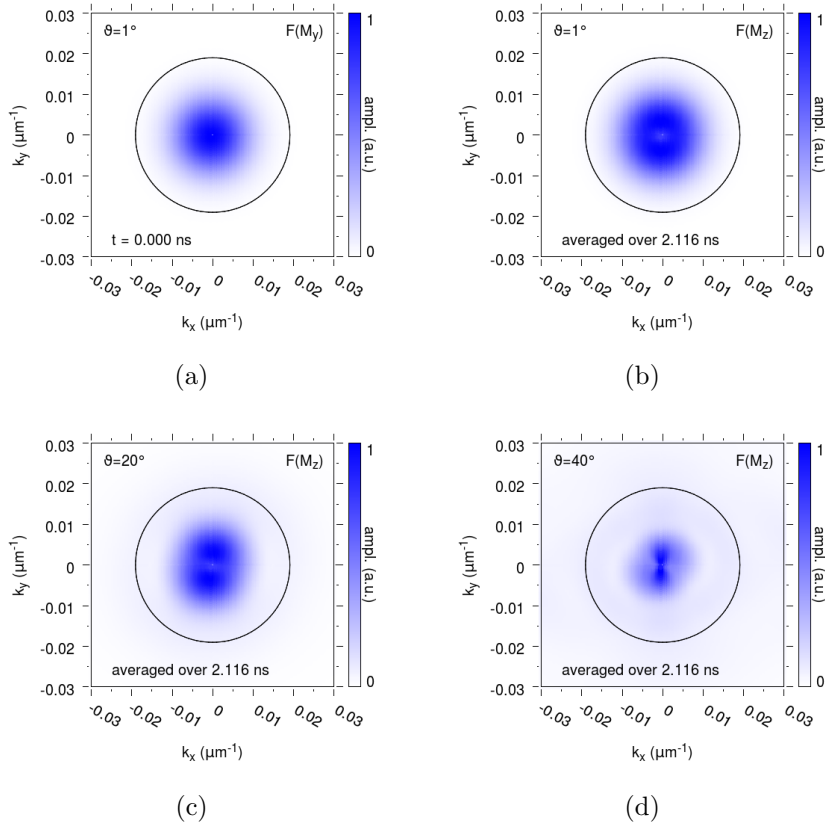 0.03
0.02
0.01
0
-0.01
-0.02
-0.03
k_y (µm⁻¹)
ϑ=1°
F(M_y)
t = 0.000 ns
-0.03 -0.02 -0.01 0 0.01 0.02 0.03
k_x (µm⁻¹)
1
ampl. (a.u.)
0
(a)
0.03
0.02
0.01
0
-0.01
-0.02
-0.03
k_y (µm⁻¹)
ϑ=1°
F(M_z)
averaged over 2.116 ns
-0.03 -0.02 -0.01 0 0.01 0.02 0.03
k_x (µm⁻¹)
1
ampl. (a.u.)
0
(b)
0.03
0.02
0.01
0
-0.01
-0.02
-0.03
k_y (µm⁻¹)
ϑ=20°
F(M_z)
averaged over 2.116 ns
-0.03 -0.02 -0.01 0 0.01 0.02 0.03
k_x (µm⁻¹)
1
ampl. (a.u.)
0
(c)
0.03
0.02
0.01
0
-0.01
-0.02
-0.03
k_y (µm⁻¹)
ϑ=40°
F(M_z)
averaged over 2.116 ns
-0.03 -0.02 -0.01 0 0.01 0.02 0.03
k_x (µm⁻¹)
1
ampl. (a.u.)
0
(d)